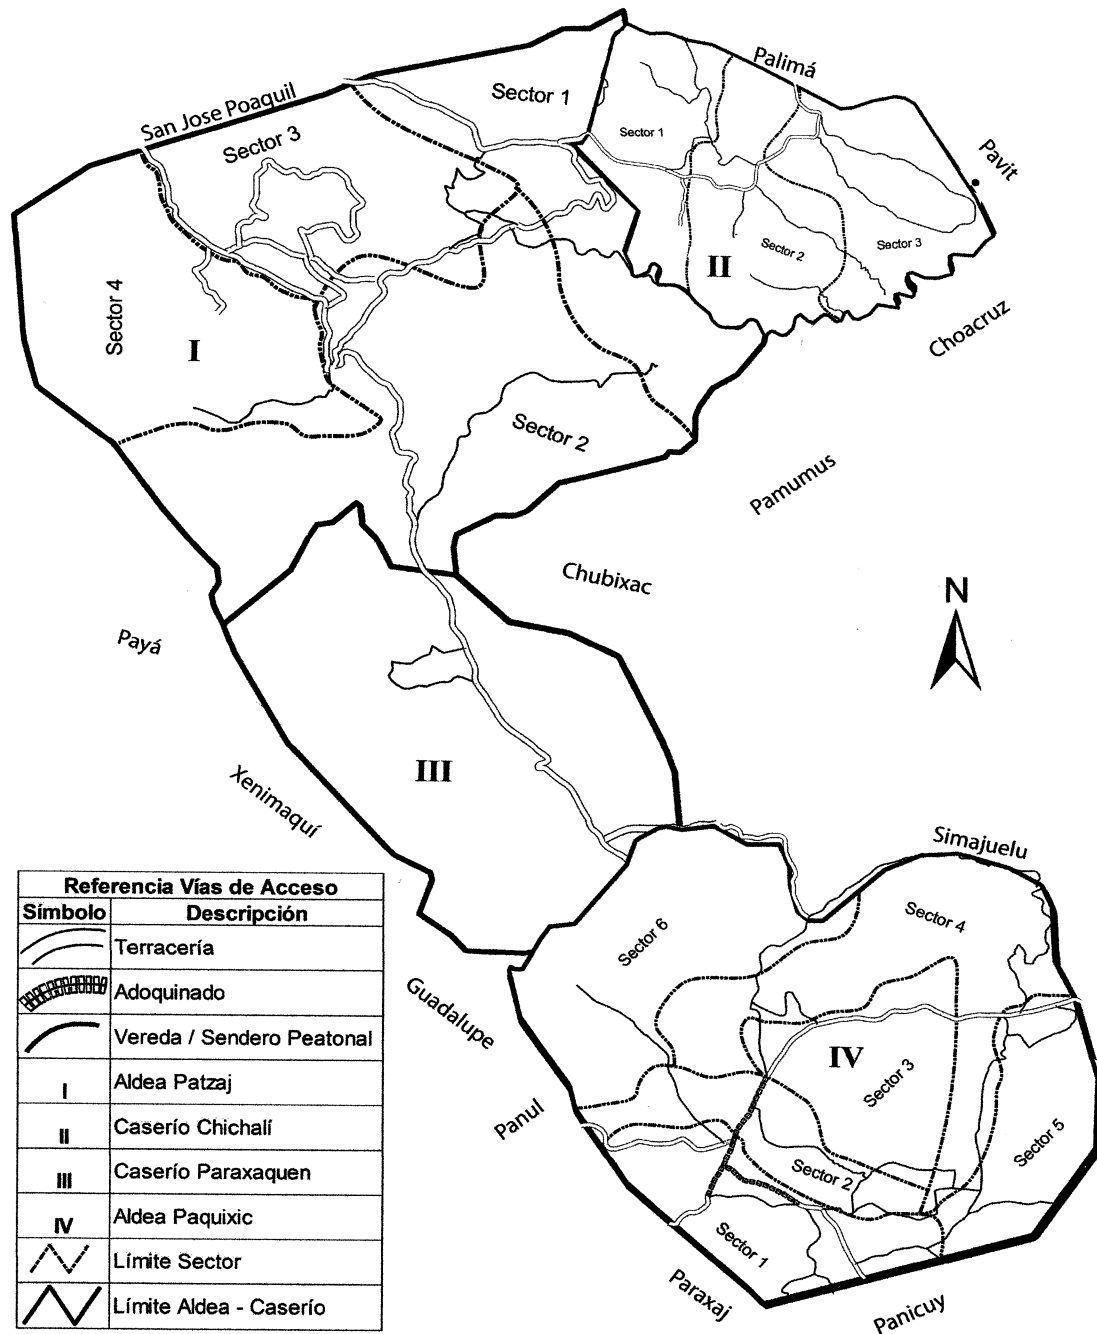 Palimá
San Jose Poaquil
Sector 1
Sector 3
Sector 1
Pavit
Sector 2
Sector 3
II
Sector 4
I
Choacruz
Sector 2
Pamumus
Chubixac
N
Payá
III
Xenimaquí
Simajuelu
Referencia Vías de Acceso
Símbolo Descripción
Terracería
Adoquinado
Vereda / Sendero Peatonal
I Aldea Patzaj
II Caserío Chichalí
III Caserío Paraxaquen
IV Aldea Paquixic
Límite Sector
Límite Aldea - Caserío
Sector 6
Sector 4
Guadalupe
IV
Sector 3
Panul
Sector 5
Sector 2
Sector 1
Paraxaj
Panicuy